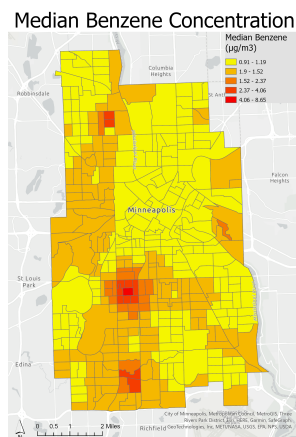 Median Benzene Concentration
Median Benzene
(µg/m3)
0.91 - 1.19
1.9 - 1.52
1.52 - 2.37
2.37 - 4.06
4.06 - 8.65
Columbia
Heights
Robbinsdale
St Ant
Falcon
Heights
Minneapolis
St Louis
Park
Edina
Richfield
City of Minneapolis, Metropolitan Council, MetroGIS, Three
Rivers Park District, Esri, HERE, Garmin, SafeGraph,
GeoTechnologies, Inc, METI/NASA, USGS, EPA, NPS, USDA
0 0.5 1 2 Miles